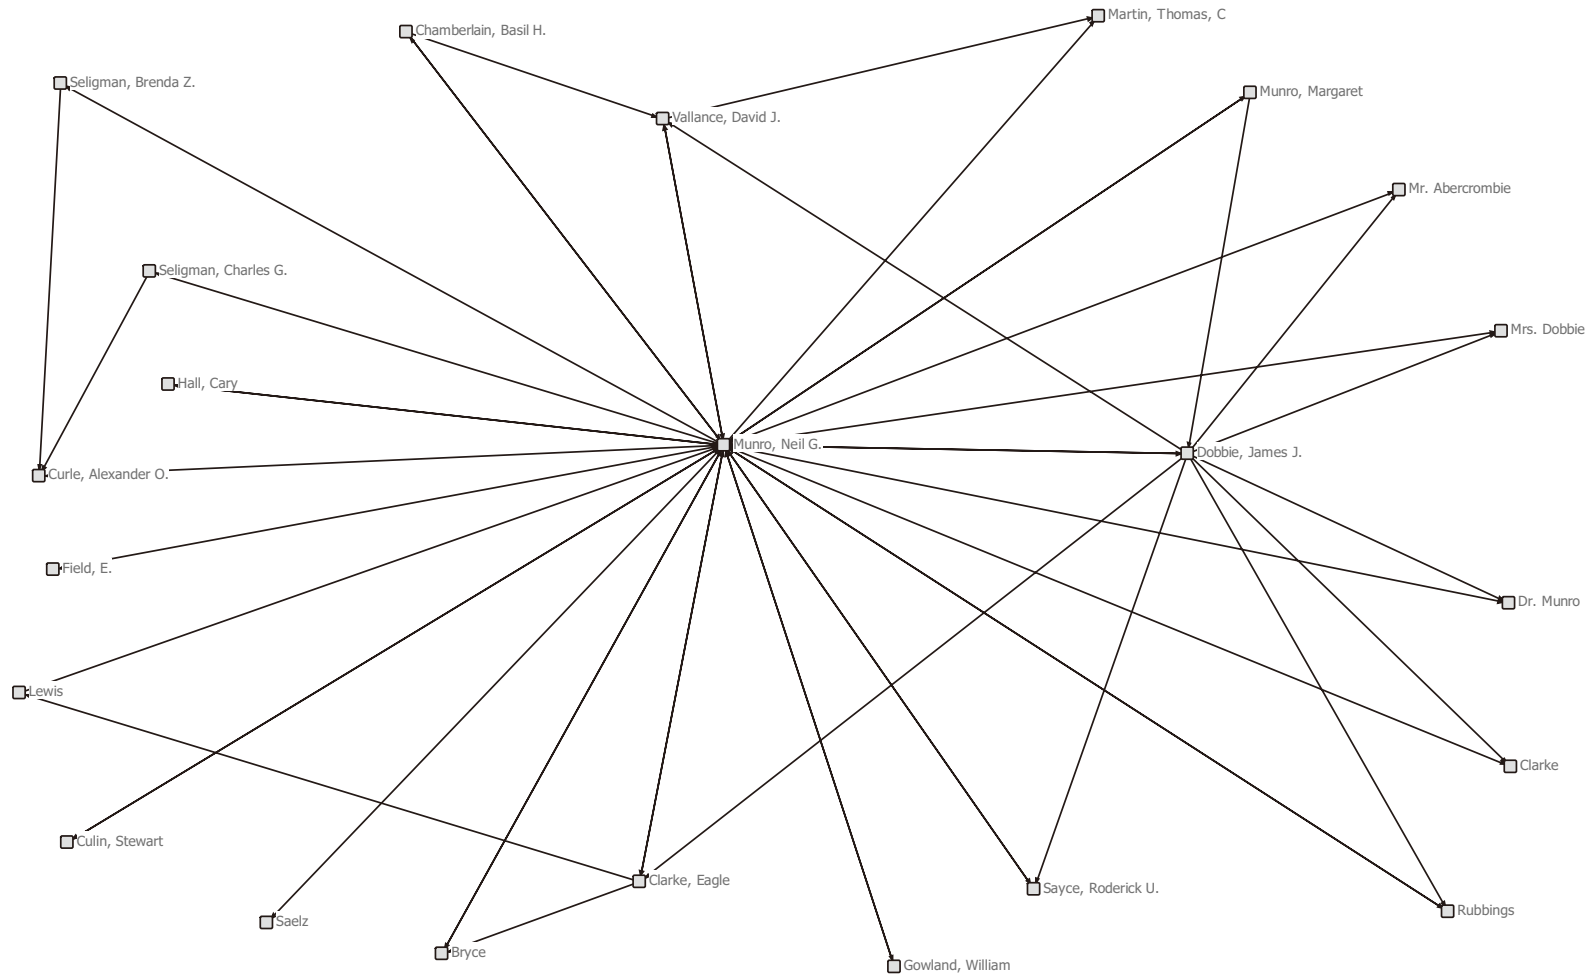 Martin, Thomas, C
Chamberlain, Basil H.
Seligman, Brenda Z.
Munro, Margaret
Vallance, David J.
Mr. Abercrombie
Seligman, Charles G.
Mrs. Dobbie
Hall, Cary
Munro, Neil G.
Dobbie, James J.
Curle, Alexander O.
Field, E.
Dr. Munro
Lewis
Clarke
Culin, Stewart
Clarke, Eagle
Sayce, Roderick U.
Rubbings
Saelz
Bryce
Gowland, William